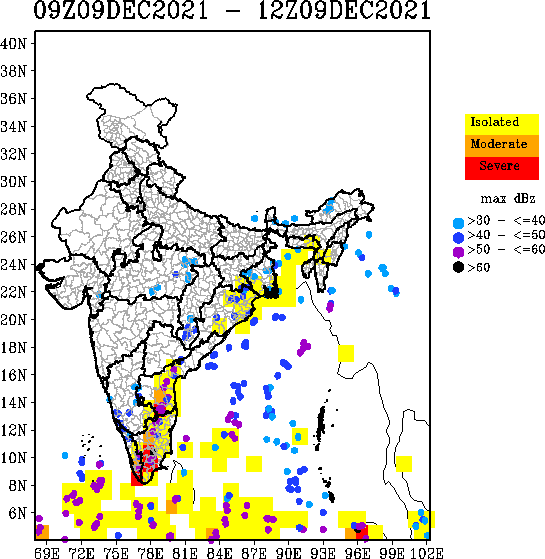 09Z09DEC2021 - 12Z09DEC2021
40N
38N
36N
34N
32N
30N
28N
26N
24N
22N
20N
18N
16N
14N
12N
10N
8N
6N
69E 72E 75E 78E 81E 84E 87E 90E 93E 96E 99E 102E
Isolated
Moderate
Severe
max dBz
>30 - <=40
>40 - <=50
>50 - <=60
>60